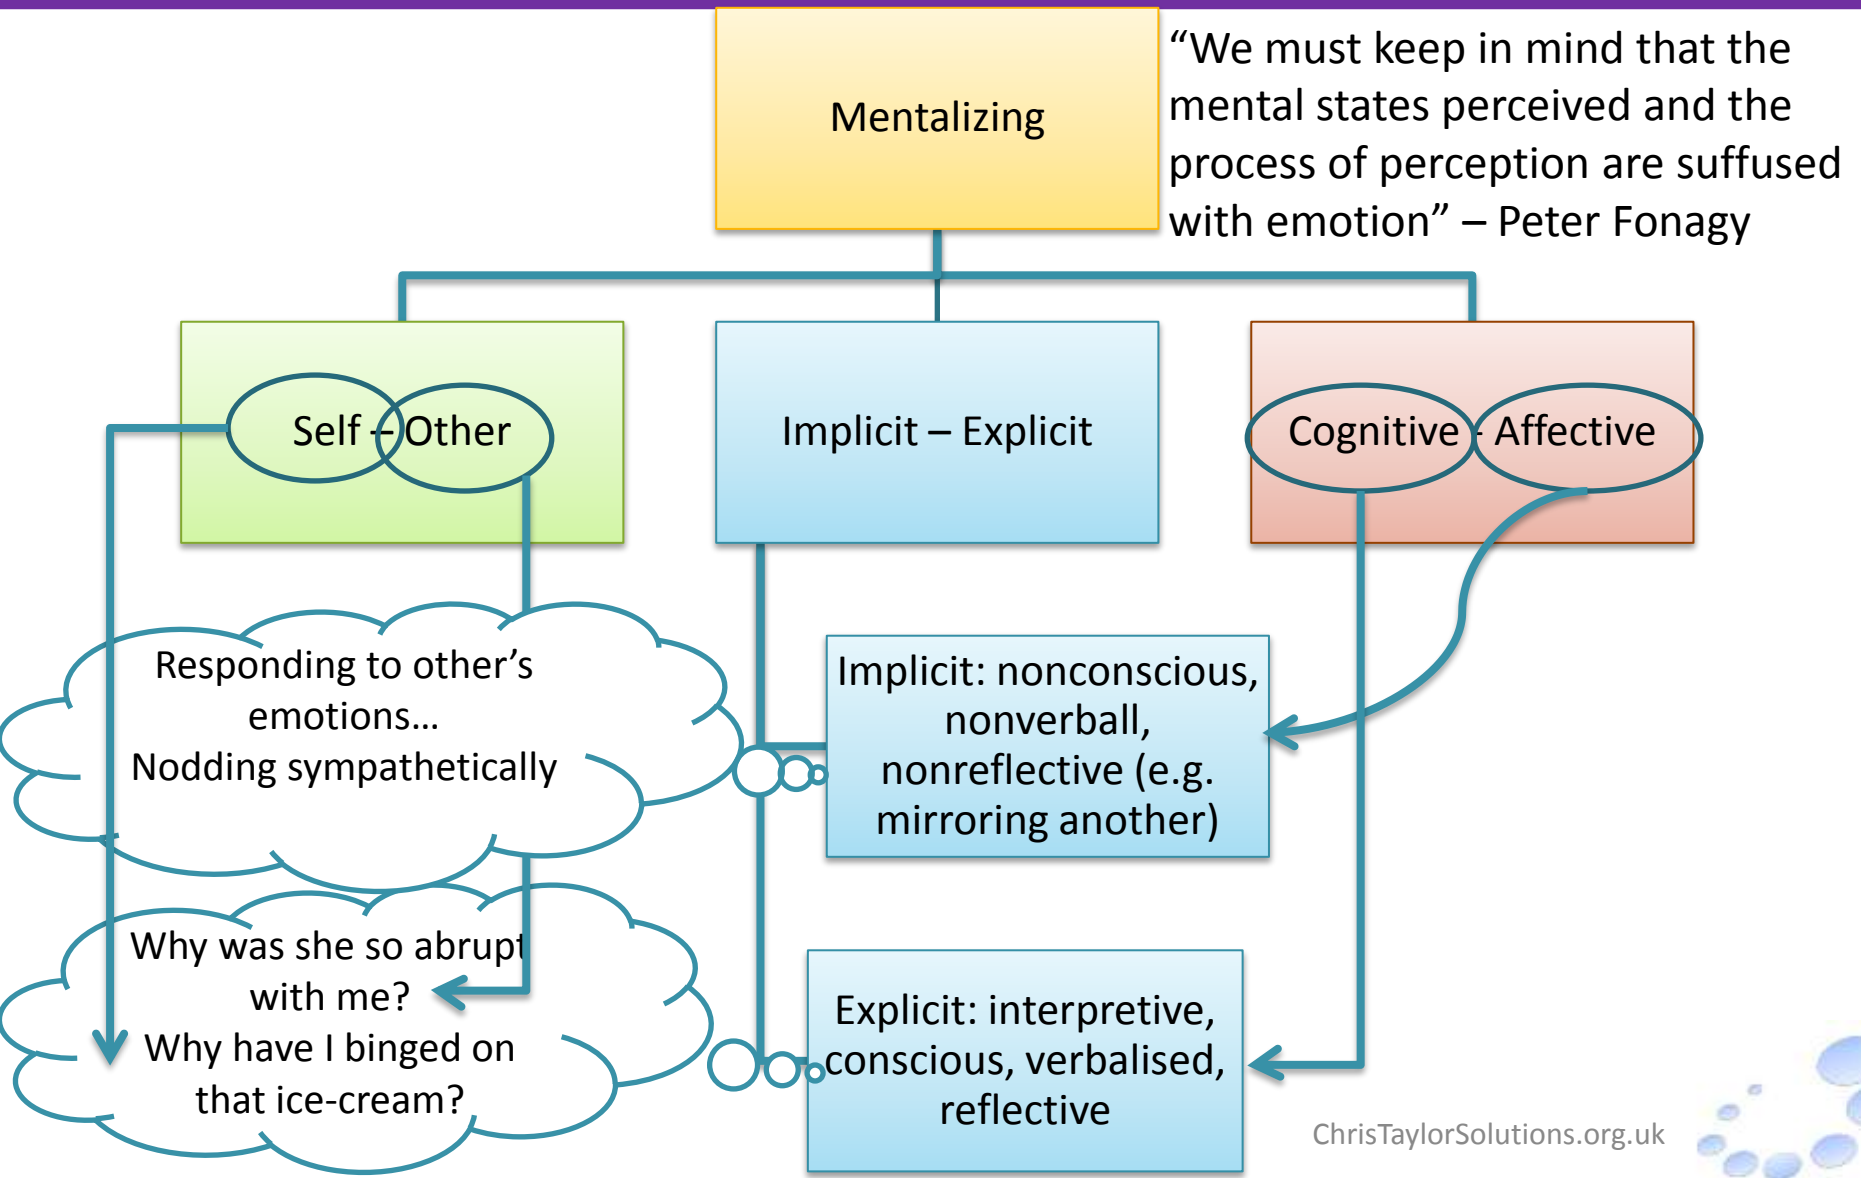 Mentalizing
“We must keep in mind that the
mental states perceived and the
process of perception are suffused
with emotion” – Peter Fonagy
Self – Other
Implicit – Explicit
Cognitive - Affective
Responding to other’s
emotions…
Nodding sympathetically
Implicit: nonconscious,
nonverball,
nonreflective (e.g.
mirroring another)
Why was she so abrupt
with me?
Why have I binged on
that ice-cream?
Explicit: interpretive,
conscious, verbalised,
reflective
ChrisTaylorSolutions.org.uk